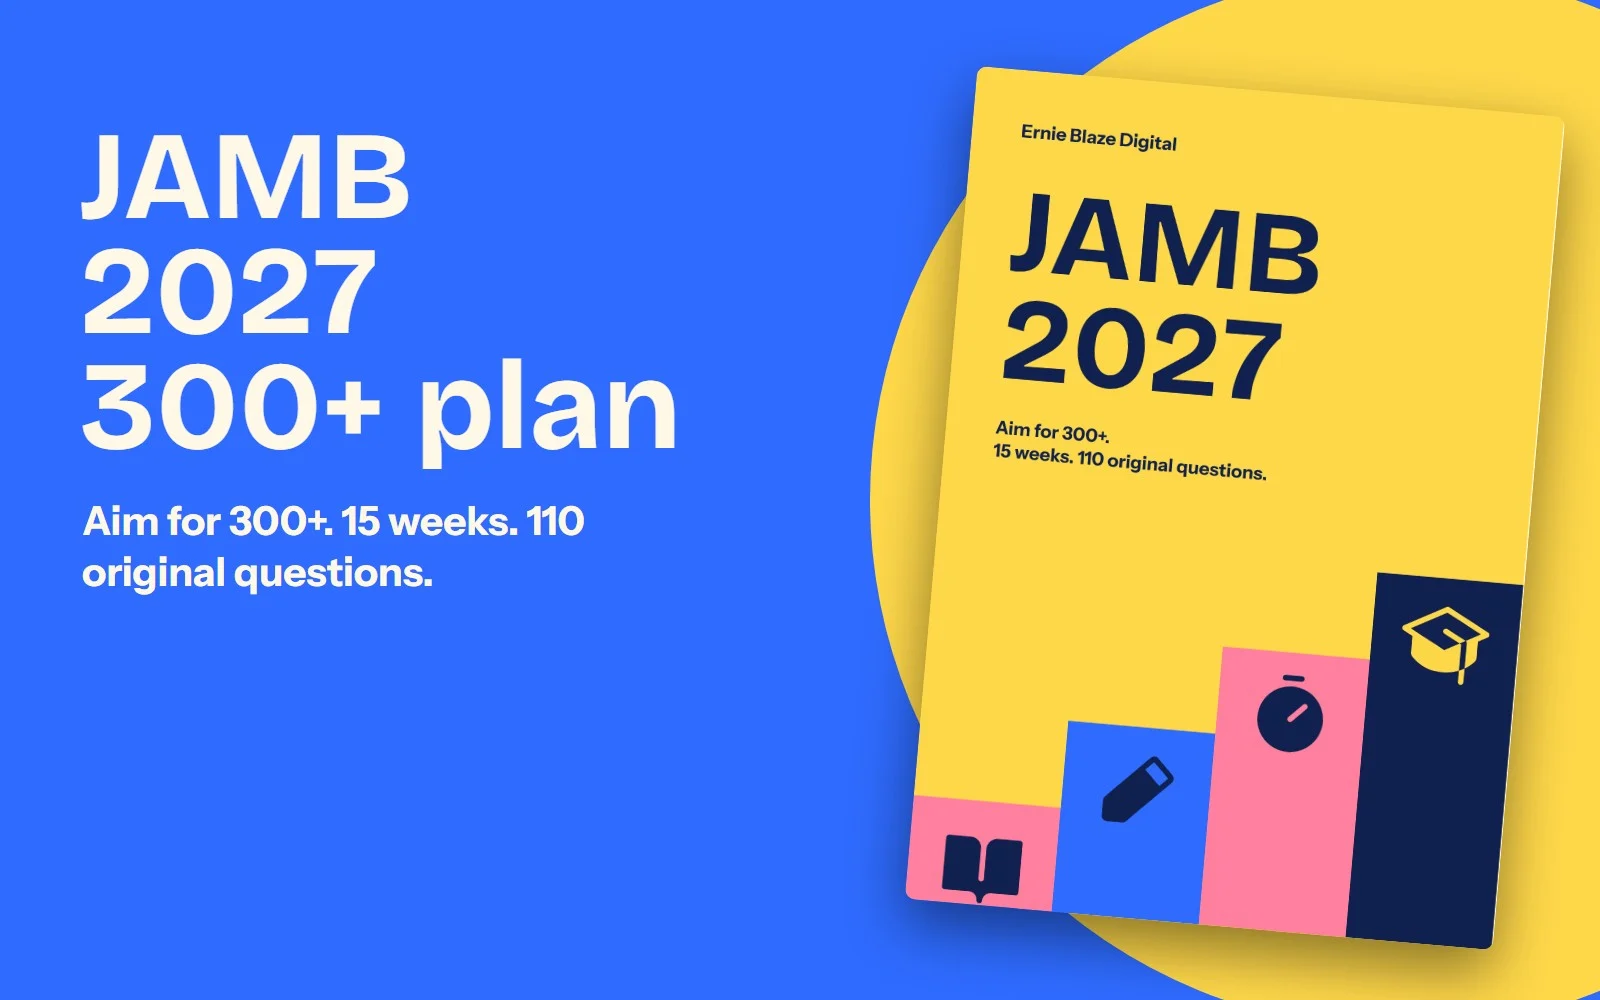 JAMB
2027
300+ plan
Aim for 300+. 15 weeks. 110
original questions.
Ernie Blaze Digital
JAMB
2027
Aim for 300+.
15 weeks. 110 original questions.